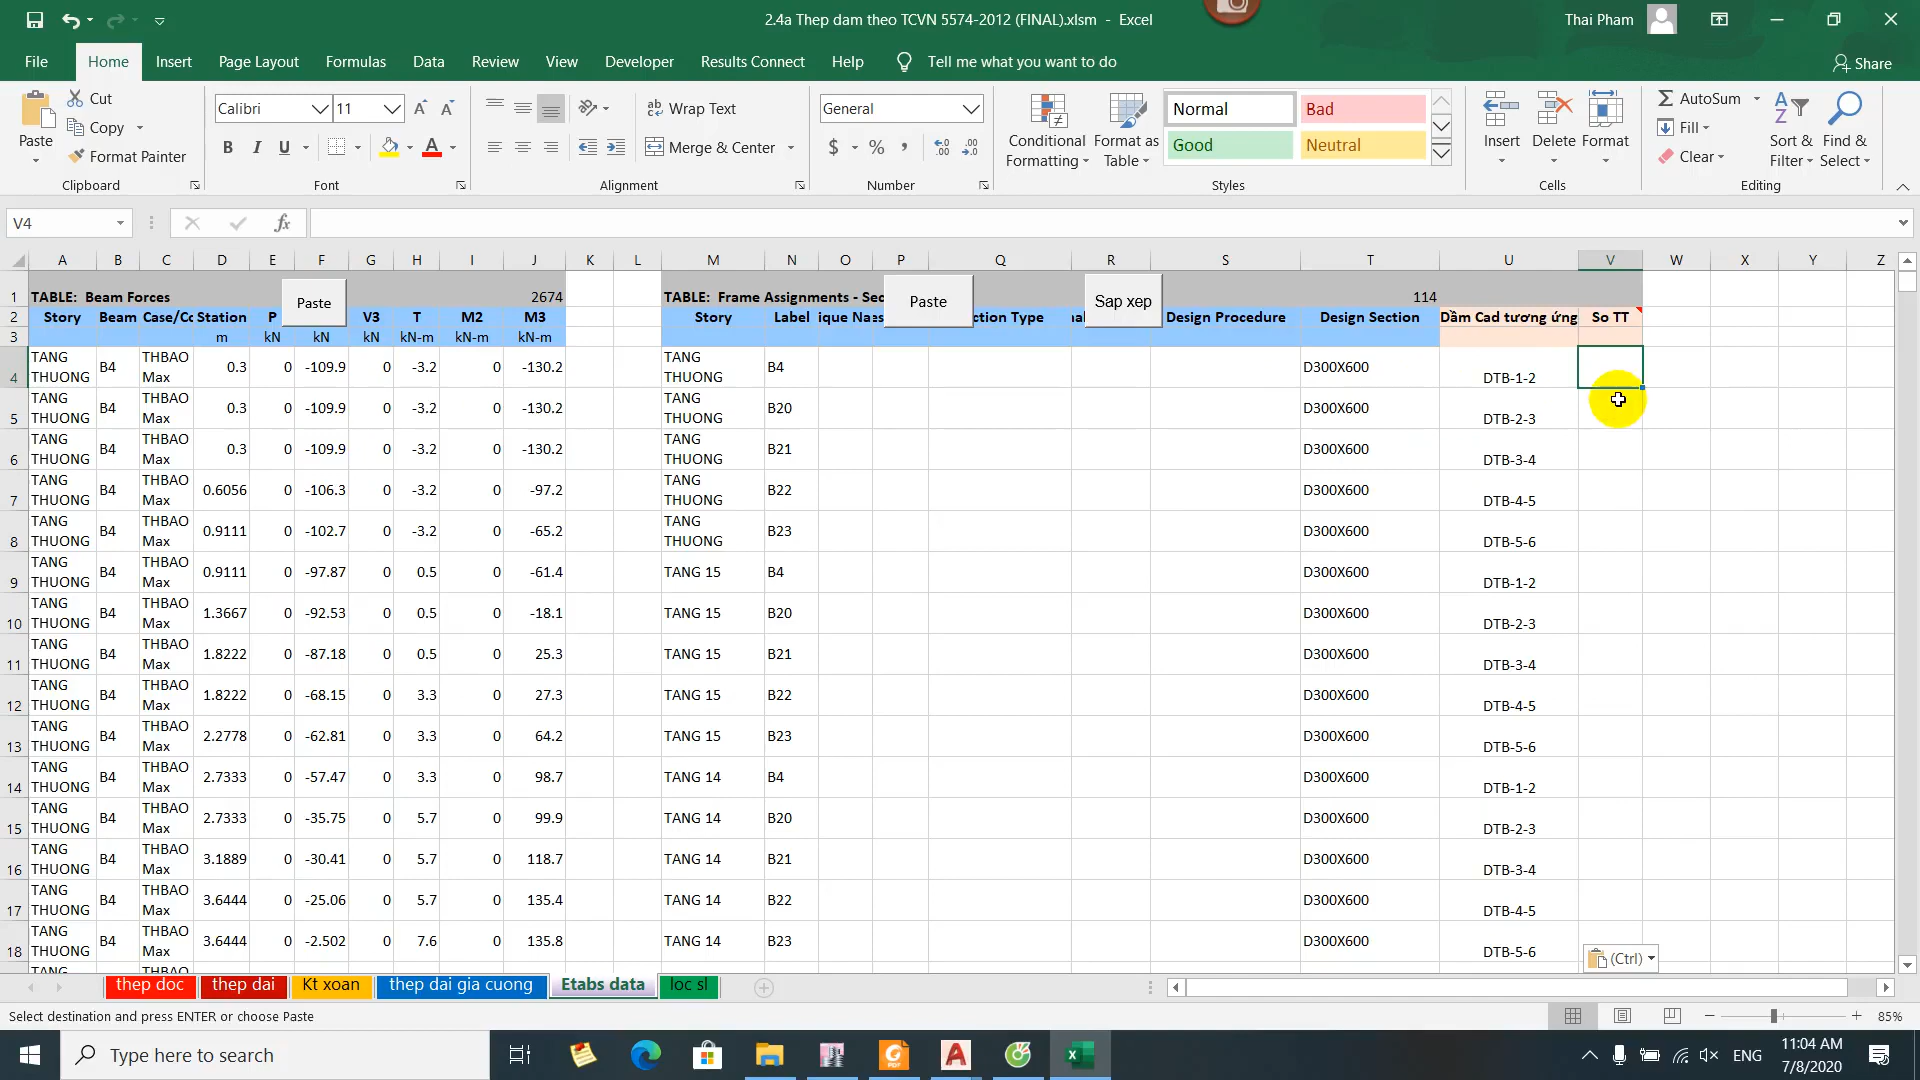 2.4a Thep dam theo TCVN 5574-2012 (FINAL).xlsm - Excel
Thai Pham
File Home Insert Page Layout Formulas Data Review View Developer Results Connect Help Tell me what you want to do Share
Cut
Copy
Format Painter
Paste
Clipboard
Calibri 11
B I U
Font
Wrap Text
Merge & Center
Alignment
General
$ % ,
Number
Conditional Formatting
Format as Table
Normal Bad
Good Neutral
Styles
Insert Delete Format
Cells
AutoSum
Fill
Clear
Sort & Filter
Find & Select
Editing
V4
fx
A B C D E F G H I J K L M N O P Q R S T U V W X Y Z
1 TABLE: Beam Forces Paste 2674 TABLE: Frame Assignments - Sec Paste Sap xep 114
2 Story Beam Case/Co Station P V3 T M2 M3 Story Label ique Na ction Type Design Procedure Design Section Dầm Cad tương ứng So TT
3 m kN kN kN kN-m kN-m kN-m
4 TANG THUONG B4 THBAO Max 0.3 0 -109.9 0 -3.2 0 -130.2 TANG THUONG B4 D300X600 DTB-1-2
5 TANG THUONG B4 THBAO Max 0.3 0 -109.9 0 -3.2 0 -130.2 TANG THUONG B20 D300X600 DTB-2-3
6 TANG THUONG B4 THBAO Max 0.3 0 -109.9 0 -3.2 0 -130.2 TANG THUONG B21 D300X600 DTB-3-4
7 TANG THUONG B4 THBAO Max 0.6056 0 -106.3 0 -3.2 0 -97.2 TANG THUONG B22 D300X600 DTB-4-5
8 TANG THUONG B4 THBAO Max 0.9111 0 -102.7 0 -3.2 0 -65.2 TANG THUONG B23 D300X600 DTB-5-6
9 TANG THUONG B4 THBAO Max 0.9111 0 -97.87 0 0.5 0 -61.4 TANG 15 B4 D300X600 DTB-1-2
10 TANG THUONG B4 THBAO Max 1.3667 0 -92.53 0 0.5 0 -18.1 TANG 15 B20 D300X600 DTB-2-3
11 TANG THUONG B4 THBAO Max 1.8222 0 -87.18 0 0.5 0 25.3 TANG 15 B21 D300X600 DTB-3-4
12 TANG THUONG B4 THBAO Max 1.8222 0 -68.15 0 3.3 0 27.3 TANG 15 B22 D300X600 DTB-4-5
13 TANG THUONG B4 THBAO Max 2.2778 0 -62.81 0 3.3 0 64.2 TANG 15 B23 D300X600 DTB-5-6
14 TANG THUONG B4 THBAO Max 2.7333 0 -57.47 0 3.3 0 98.7 TANG 14 B4 D300X600 DTB-1-2
15 TANG THUONG B4 THBAO Max 2.7333 0 -35.75 0 5.7 0 99.9 TANG 14 B20 D300X600 DTB-2-3
16 TANG THUONG B4 THBAO Max 3.1889 0 -30.41 0 5.7 0 118.7 TANG 14 B21 D300X600 DTB-3-4
17 TANG THUONG B4 THBAO Max 3.6444 0 -25.06 0 5.7 0 135.4 TANG 14 B22 D300X600 DTB-4-5
18 TANG THUONG B4 THBAO Max 3.6444 0 -2.502 0 7.6 0 135.8 TANG 14 B23 D300X600 DTB-5-6
TANG THBAO
(Ctrl)
thep doc thep dai Kt xoan thep dai gia cuong Etabs data loc sl
Select destination and press ENTER or choose Paste 85%
Type here to search
ENG
11:04 AM
7/8/2020